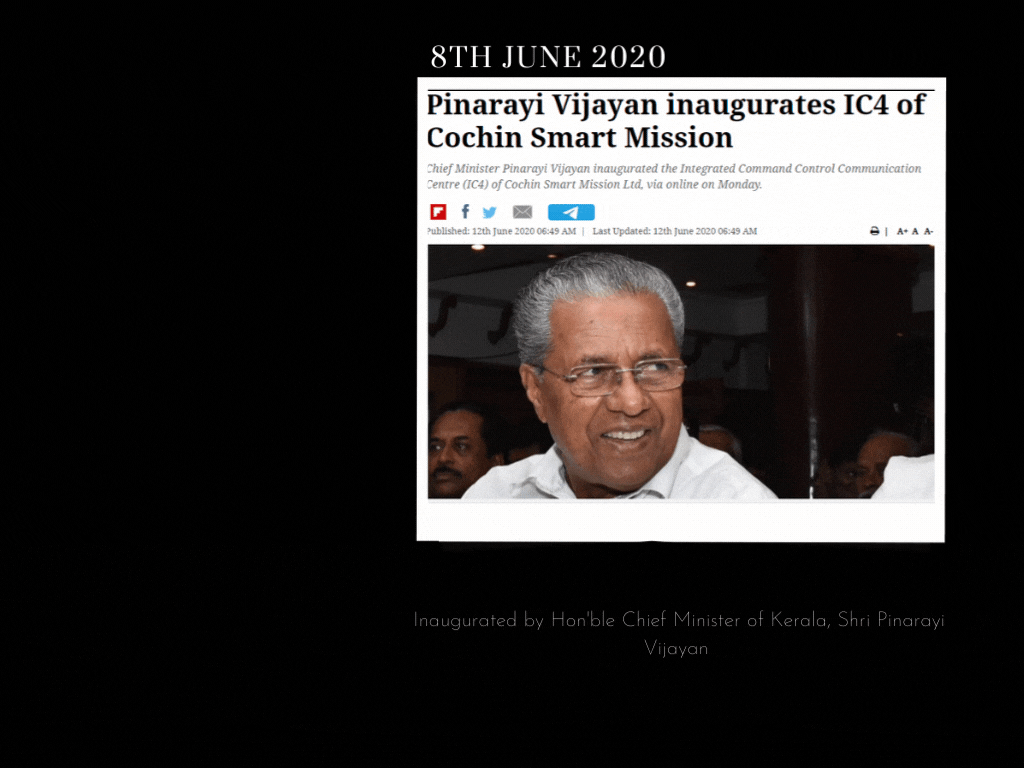 8TH JUNE 2020
Pinarayi Vijayan inaugurates IC4 of
Cochin Smart Mission
Chief Minister Pinarayi Vijayan inaugurated the Integrated Command Control Communication
Centre (IC4) of Cochin Smart Mission Ltd, via online on Monday.
Published: 12th June 2020 06:49 AM | Last Updated: 12th June 2020 06:49 AM | A+ A A-
Inaugurated by Hon'ble Chief Minister of Kerala, Shri Pinarayi
Vijayan